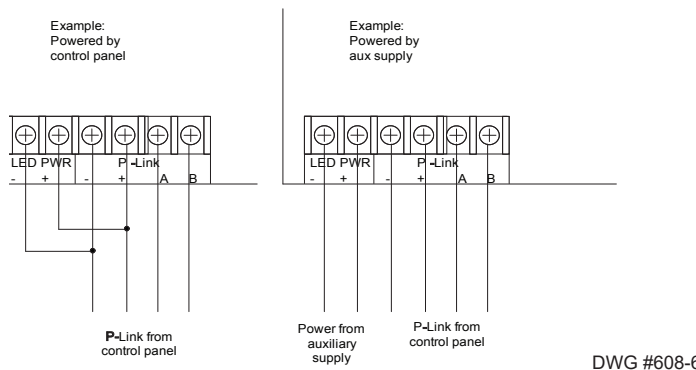 Example:
Powered by
control panel
LED PWR P -Link
- + - + A B
P-Link from
control panel
Example:
Powered by
aux supply
LED PWR P -Link
- + - + A B
Power from
auxiliary
supply
P-Link from
control panel
DWG #608-6